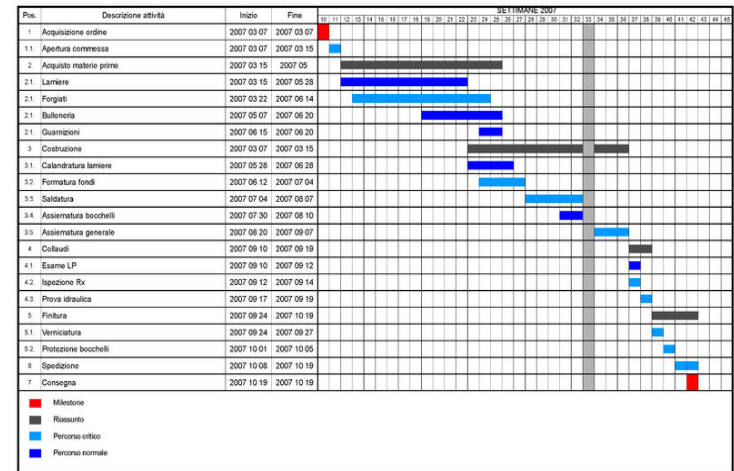 SETTIMANE 2007
Pos. Descrizione attività Inizio Fine 10 11 12 13 14 15 16 17 18 19 20 21 22 23 24 25 26 27 28 29 30 31 32 33 34 35 36 37 38 39 40 41 42 43 44 45
1 Acquisizione ordine 2007 03 07 2007 03 07
1.1. Apertura commessa 2007 03 07 2007 03 15
2 Acquisto materie prime 2007 03 15 2007 05
2.1. Lamiere 2007 03 15 2007 05 28
2.1. Forgiati 2007 03 22 2007 06 14
2.1. Bulloneria 2007 05 07 2007 06 20
2.1. Guarnizioni 2007 06 15 2007 06 20
3 Costruzione 2007 03 07 2007 03 15
3.1. Calandratura lamiere 2007 05 28 2007 06 28
3.2. Formatura fondi 2007 06 12 2007 07 04
3.3. Saldatura 2007 07 04 2007 08 07
3.4. Assiematura bocchelli 2007 07 30 2007 08 10
3.5. Assiematura generale 2007 08 20 2007 09 07
4 Collaudi 2007 09 10 2007 09 19
4.1. Esame LP 2007 09 10 2007 09 12
4.2. Ispezione Rx 2007 09 12 2007 09 14
4.3. Prova idraulica 2007 09 17 2007 09 19
5 Finitura 2007 09 24 2007 10 19
5.1. Verniciatura 2007 09 24 2007 09 27
5.2. Protezione bocchelli 2007 10 01 2007 10 05
6 Spedizione 2007 10 08 2007 10 19
7 Consegna 2007 10 19 2007 10 19
Milestone
Riassunto
Percorso critico
Percorso normale